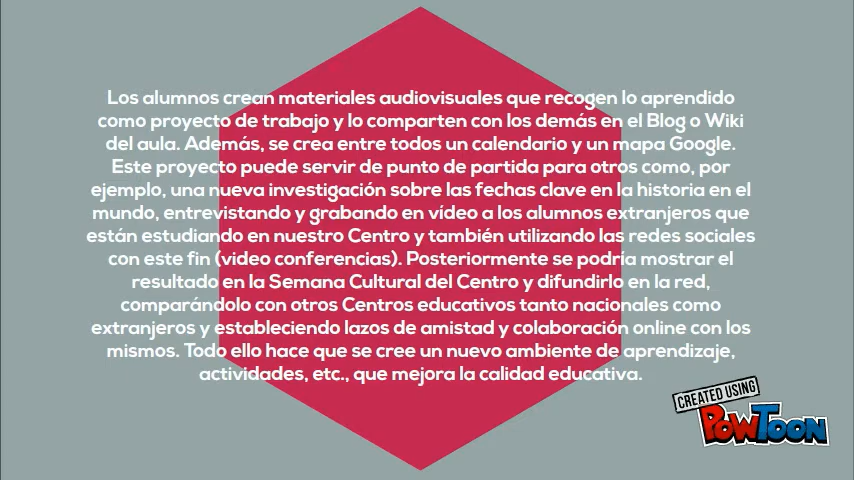 Los alumnos crean materiales audiovisuales que recogen lo aprendido
como proyecto de trabajo y lo comparten con los demás en el Blog o Wiki
del aula. Además, se crea entre todos un calendario y un mapa Google.
Este proyecto puede servir de punto de partida para otros como, por
ejemplo, una nueva investigación sobre las fechas clave en la historia en el
mundo, entrevistando y grabando en vídeo a los alumnos extranjeros que
están estudiando en nuestro Centro y también utilizando las redes sociales
con este fin (video conferencias). Posteriormente se podría mostrar el
resultado en la Semana Cultural del Centro y difundirlo en la red,
comparándolo con otros Centros educativos tanto nacionales como
extranjeros y estableciendo lazos de amistad y colaboración online con los
mismos. Todo ello hace que se cree un nuevo ambiente de aprendizaje,
actividades, etc., que mejora la calidad educativa.
CREATED USING
POWTOON